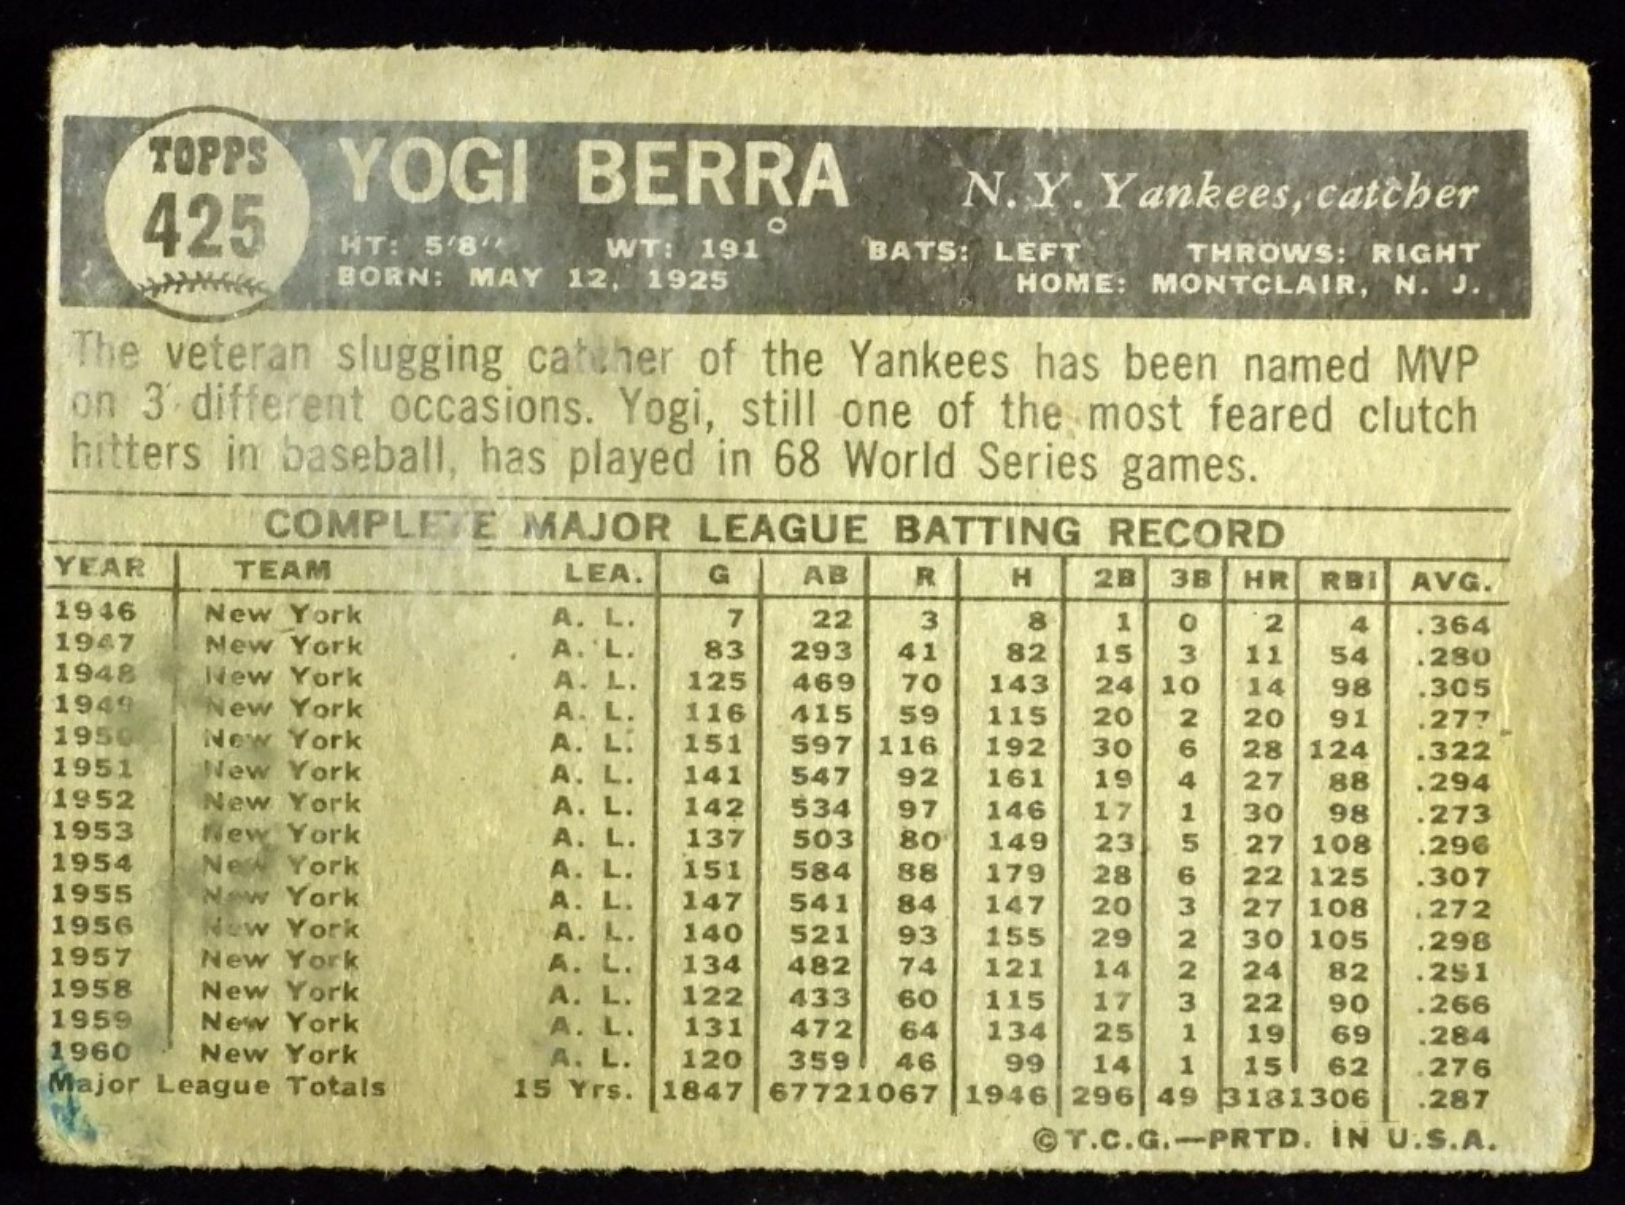 TOPPS
425
YOGI BERRA
N. Y. Yankees, catcher
HT: 5'8" WT: 191 BATS: LEFT THROWS: RIGHT
BORN: MAY 12, 1925 HOME: MONTCLAIR, N. J.
The veteran slugging catcher of the Yankees has been named MVP
on 3 different occasions. Yogi, still one of the most feared clutch
hitters in baseball, has played in 68 World Series games.
COMPLETE MAJOR LEAGUE BATTING RECORD
YEAR TEAM LEA. G AB R H 2B 3B HR RBI AVG.
1946 New York A. L. 7 22 3 8 1 0 2 4 .364
1947 New York A. L. 83 293 41 82 15 3 11 54 .280
1948 New York A. L. 125 469 70 143 24 10 14 98 .305
1949 New York A. L. 116 415 59 115 20 2 20 91 .277
1950 New York A. L. 151 597 116 192 30 6 28 124 .322
1951 New York A. L. 141 547 92 161 19 4 27 88 .294
1952 New York A. L. 142 534 97 146 17 1 30 98 .273
1953 New York A. L. 137 503 80 149 23 5 27 108 .296
1954 New York A. L. 151 584 88 179 28 6 22 125 .307
1955 New York A. L. 147 541 84 147 20 3 27 108 .272
1956 New York A. L. 140 521 93 155 29 2 30 105 .298
1957 New York A. L. 134 482 74 121 14 2 24 82 .251
1958 New York A. L. 122 433 60 115 17 3 22 90 .266
1959 New York A. L. 131 472 64 134 25 1 19 69 .284
1960 New York A. L. 120 359 46 99 14 1 15 62 .276
Major League Totals 15 Yrs. 1847 6772 1067 1946 296 49 318 1306 .287
©T.C.G.—PRTD. IN U.S.A.